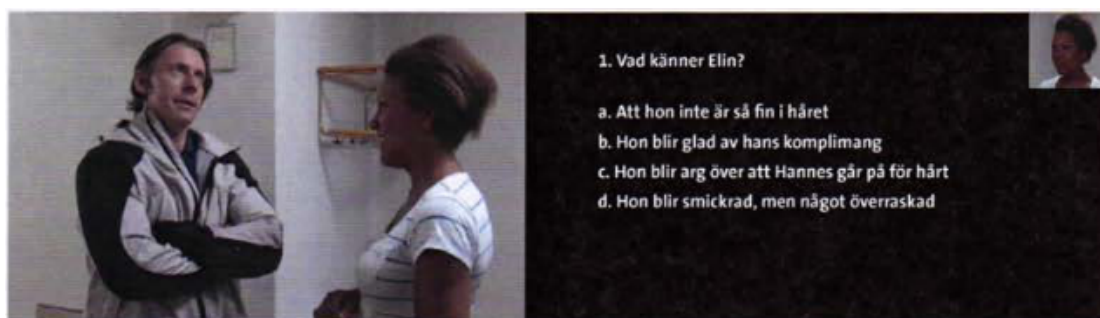 1. Vad känner Elin?
a. Att hon inte är så fin i håret
b. Hon blir glad av hans komplimang
c. Hon blir arg över att Hannes går på för hårt
d. Hon blir smickrad, men något överraskad